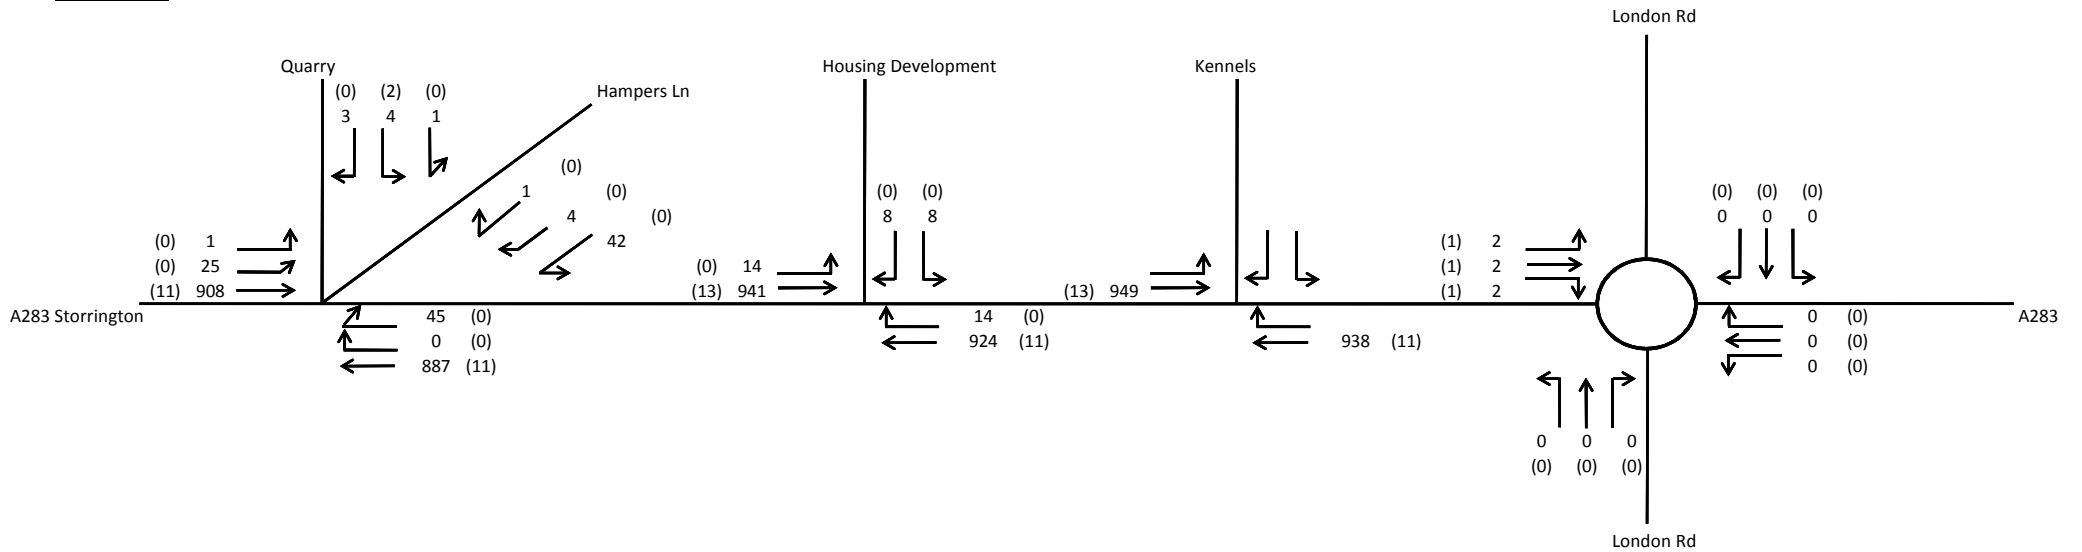 London Rd
Quarry
Housing Development
Kennels
(0) (2) (0)
Hampers Ln
3 4 1
(0)
1 (0)
(0) (0)
(0) (0) (0)
4 (0)
8 8
0 0 0
(0) 1
42
(1) 2
(0) 25
(0) 14
(1) 2
(11) 908
(13) 941
(13) 949
(1) 2
A283 Storrington
45 (0)
14 (0)
0 (0)
A283
0 (0)
924 (11)
938 (11)
0 (0)
887 (11)
0 (0)
0 0 0
(0) (0) (0)
London Rd